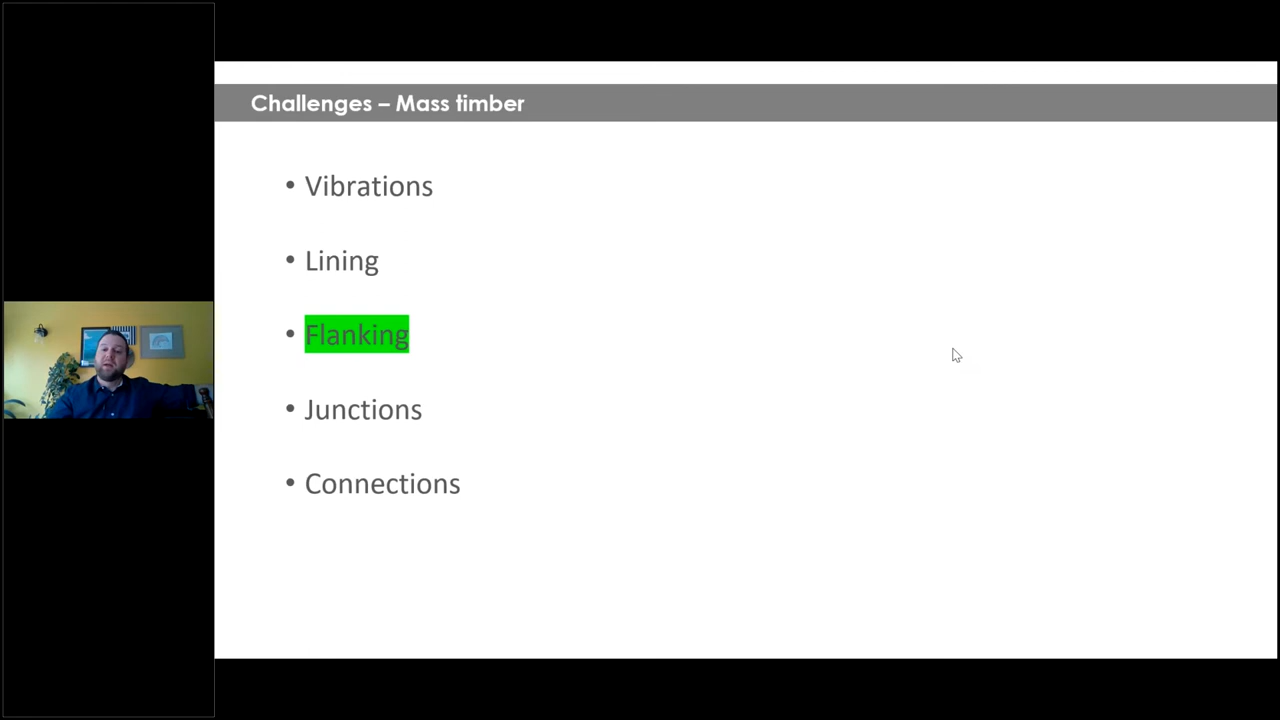 Challenges – Mass timber
• Vibrations
• Lining
• Flanking
• Junctions
• Connections